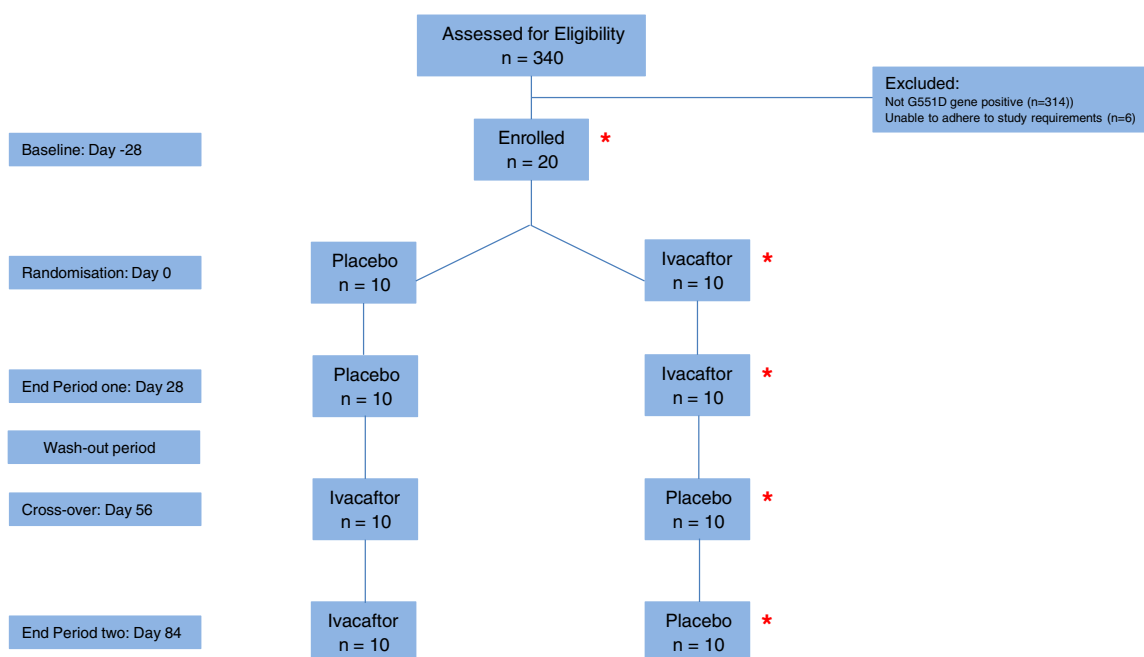 Assessed for Eligibility
n = 340
Excluded:
Not G551D gene positive (n=314))
Unable to adhere to study requirements (n=6)
Baseline: Day -28
Enrolled
n = 20
*
Randomisation: Day 0
Placebo
n = 10
Ivacaftor
n = 10
*
End Period one: Day 28
Placebo
n = 10
Ivacaftor
n = 10
*
Wash-out period
Cross-over: Day 56
Ivacaftor
n = 10
Placebo
n = 10
*
End Period two: Day 84
Ivacaftor
n = 10
Placebo
n = 10
*